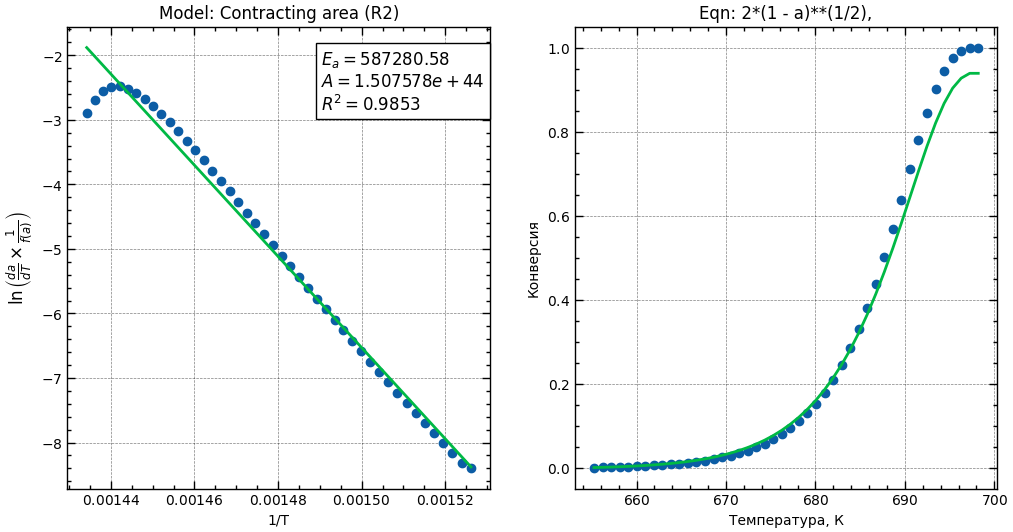 Model: Contracting area (R2)
E_a = 587280.58
A = 1.507578e + 44
R^2 = 0.9853
ln(da/dT × 1/f(a))
−2
−3
−4
−5
−6
−7
−8
0.00144 0.00146 0.00148 0.00150 0.00152
1/T
Eqn: 2*(1 - a)**(1/2),
Конверсия
1.0
0.8
0.6
0.4
0.2
0.0
660 670 680 690 700
Температура, К